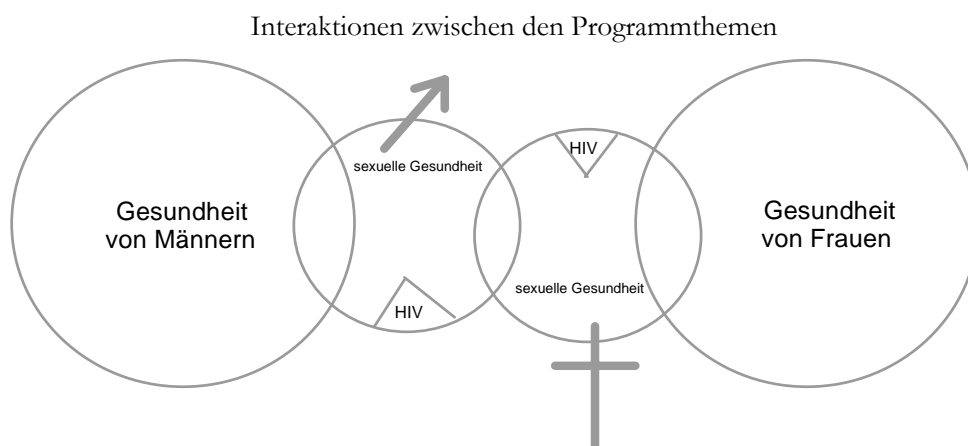 Interaktionen zwischen den Programmthemen
HIV
sexuelle Gesundheit
Gesundheit
von Männern
Gesundheit
von Frauen
sexuelle Gesundheit
HIV